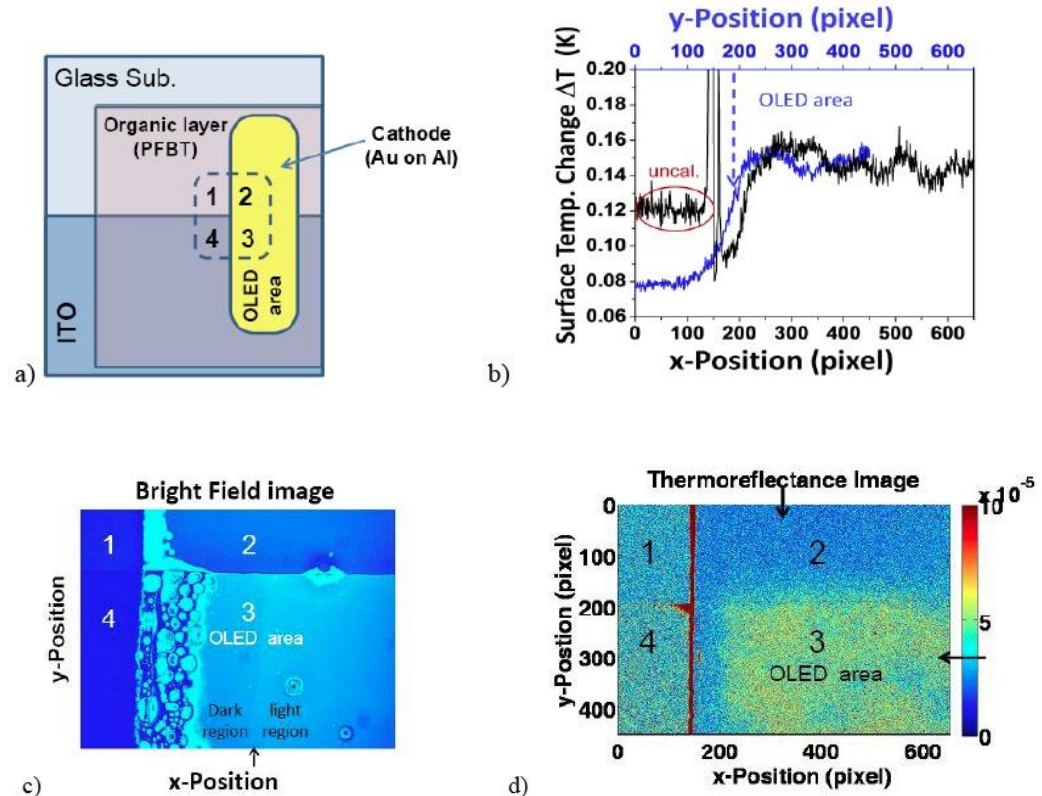 Glass Sub.
Organic layer
(PFBT)
Cathode
(Au on Al)
1 2
4 3
OLED
area
ITO
a)
y-Position (pixel)
0 100 200 300 400 500 600
Surface Temp. Change ΔT (K)
0.20
0.18
0.16
0.14
0.12
0.10
0.08
0.06
OLED area
uncal.
0 100 200 300 400 500 600
x-Position (pixel)
b)
Bright Field image
1 2
4 3
OLED area
Dark light
region region
y-Position
x-Position
c)
Thermoreflectance Image
x 10 -5
10
5
0
0
100
200
300
400
y-Postion (pixel)
1 2
4 3
OLED area
0 200 400 600
x-Position (pixel)
d)